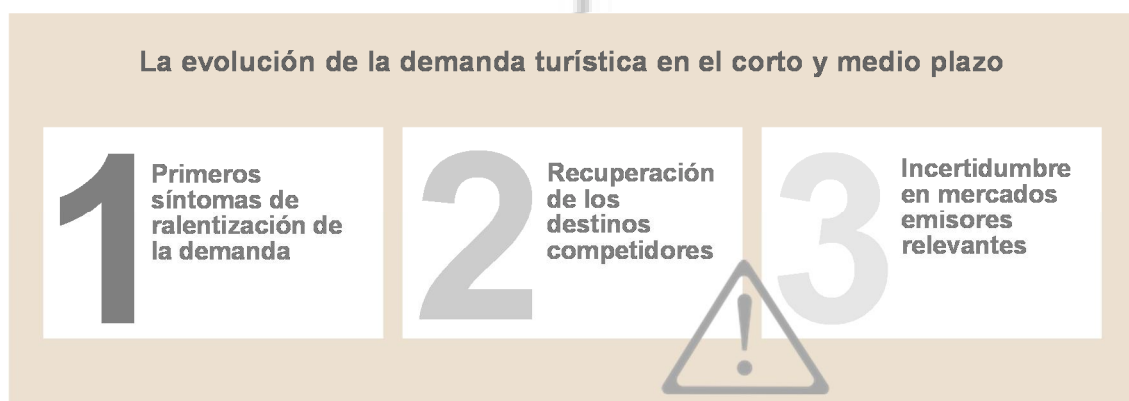 La evolución de la demanda turística en el corto y medio plazo
1
Primeros
síntomas de
ralentización de
la demanda
2
Recuperación
de los
destinos
competidores
3
Incertidumbre
en mercados
emisores
relevantes
!